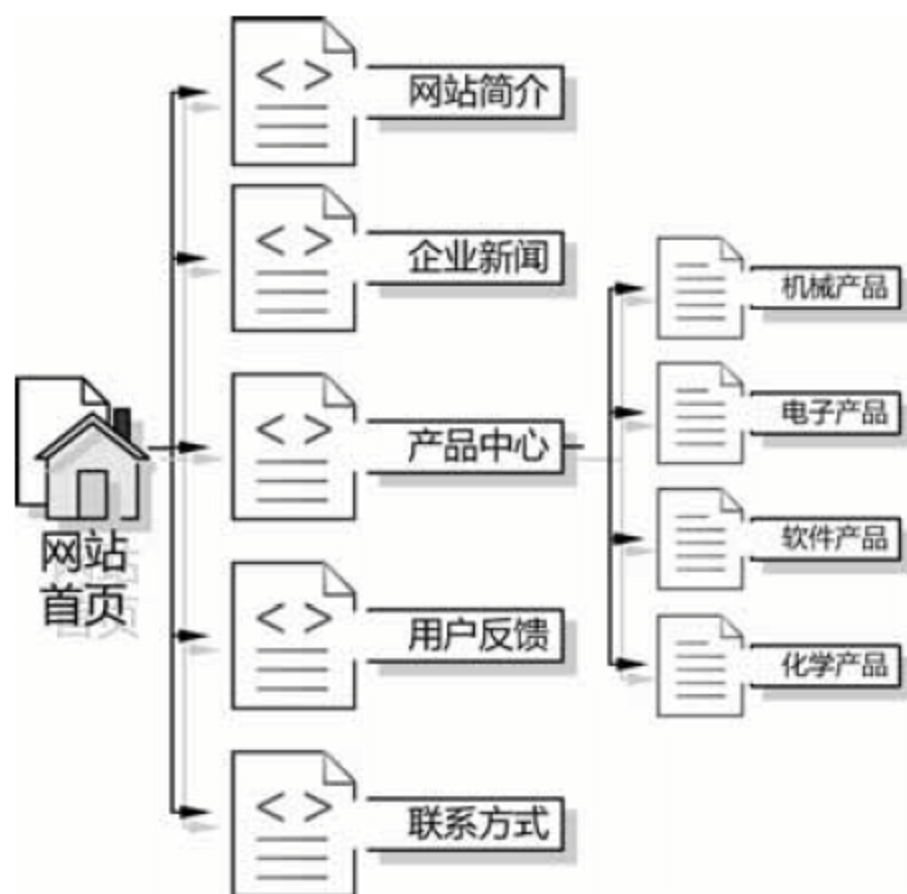 网站简介
企业新闻
机械产品
电子产品
产品中心
网站
首页
软件产品
用户反馈
化学产品
联系方式